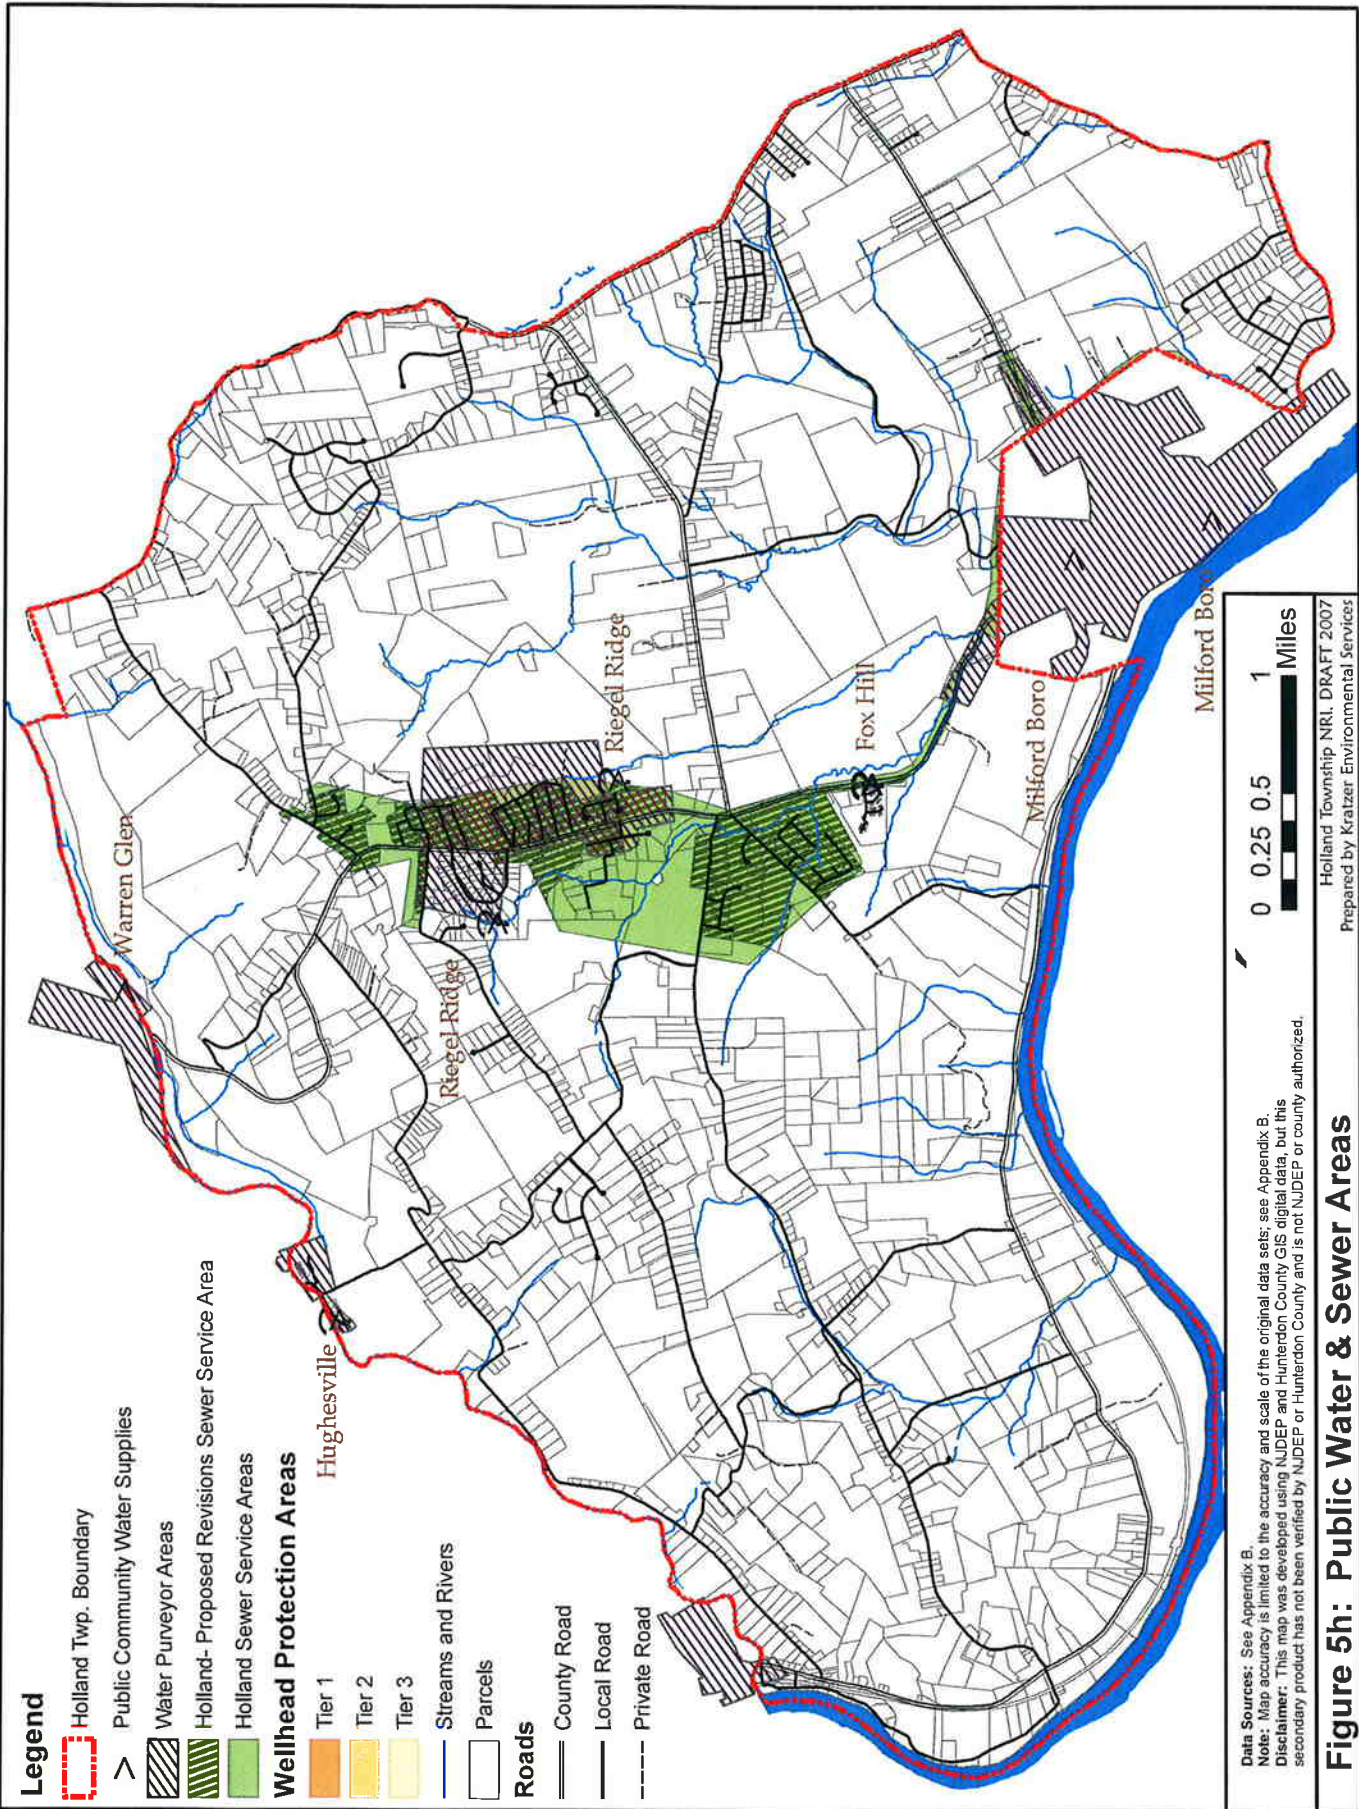 Legend
Holland Twp. Boundary
> Public Community Water Supplies
Water Purveyor Areas
Holland- Proposed Revisions Sewer Service Area
Holland Sewer Service Areas
Wellhead Protection Areas
Tier 1
Tier 2
Tier 3
Streams and Rivers
Parcels
Roads
County Road
Local Road
Private Road
Hughesville
Warren Glen
Riegel Ridge
Riegel Ridge
Fox Hill
Milford Boro
Milford Boro
0 0.25 0.5 1
Miles
Data Sources: See Appendix B.
Note: Map accuracy is limited to the accuracy and scale of the original data sets; see Appendix B.
Disclaimer: This map was developed using NJDEP and Hunterdon County GIS digital data, but this
secondary product has not been verified by NJDEP or Hunterdon County and is not NJDEP or county authorized.
Figure 5h: Public Water & Sewer Areas
Holland Township NRI. DRAFT 2007
Prepared by Kratzer Environmental Services